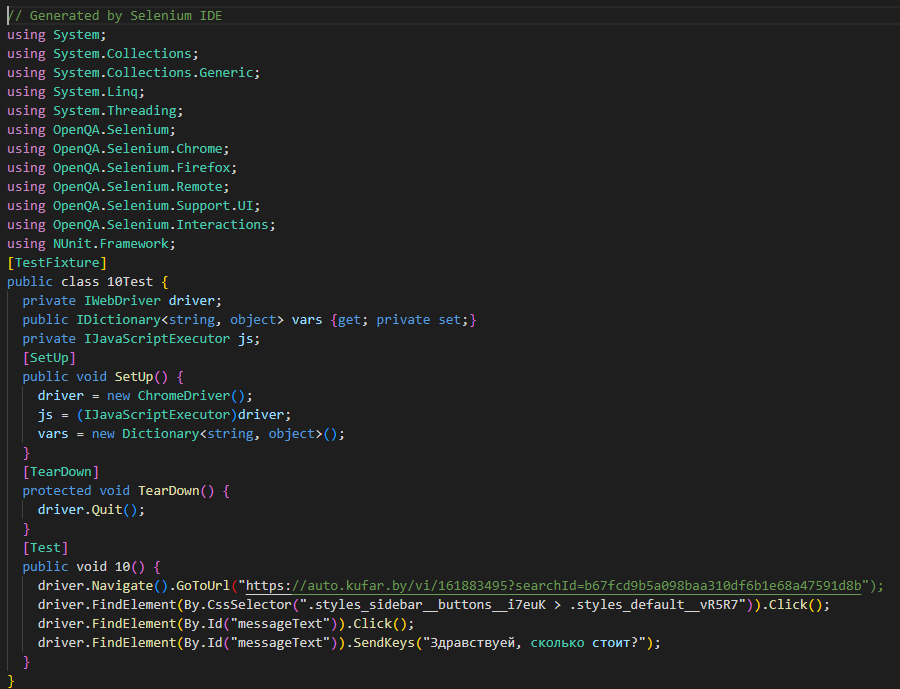 // Generated by Selenium IDE
using System;
using System.Collections;
using System.Collections.Generic;
using System.Linq;
using System.Threading;
using OpenQA.Selenium;
using OpenQA.Selenium.Chrome;
using OpenQA.Selenium.Firefox;
using OpenQA.Selenium.Remote;
using OpenQA.Selenium.Support.UI;
using OpenQA.Selenium.Interactions;
using NUnit.Framework;
[TestFixture]
public class 10Test {
  private IWebDriver driver;
  public IDictionary<string, object> vars {get; private set;}
  private IJavaScriptExecutor js;
  [SetUp]
  public void SetUp() {
    driver = new ChromeDriver();
    js = (IJavaScriptExecutor)driver;
    vars = new Dictionary<string, object>();
  }
  [TearDown]
  protected void TearDown() {
    driver.Quit();
  }
  [Test]
  public void 10() {
    driver.Navigate().GoToUrl("https://auto.kufar.by/vi/161883495?searchId=b67fcd9b5a098baa310df6b1e68a47591d8b");
    driver.FindElement(By.CssSelector(".styles_sidebar__buttons__i7euK > .styles_default__vR5R7")).Click();
    driver.FindElement(By.Id("messageText")).Click();
    driver.FindElement(By.Id("messageText")).SendKeys("Здравствуей, сколько стоит?");
  }
}